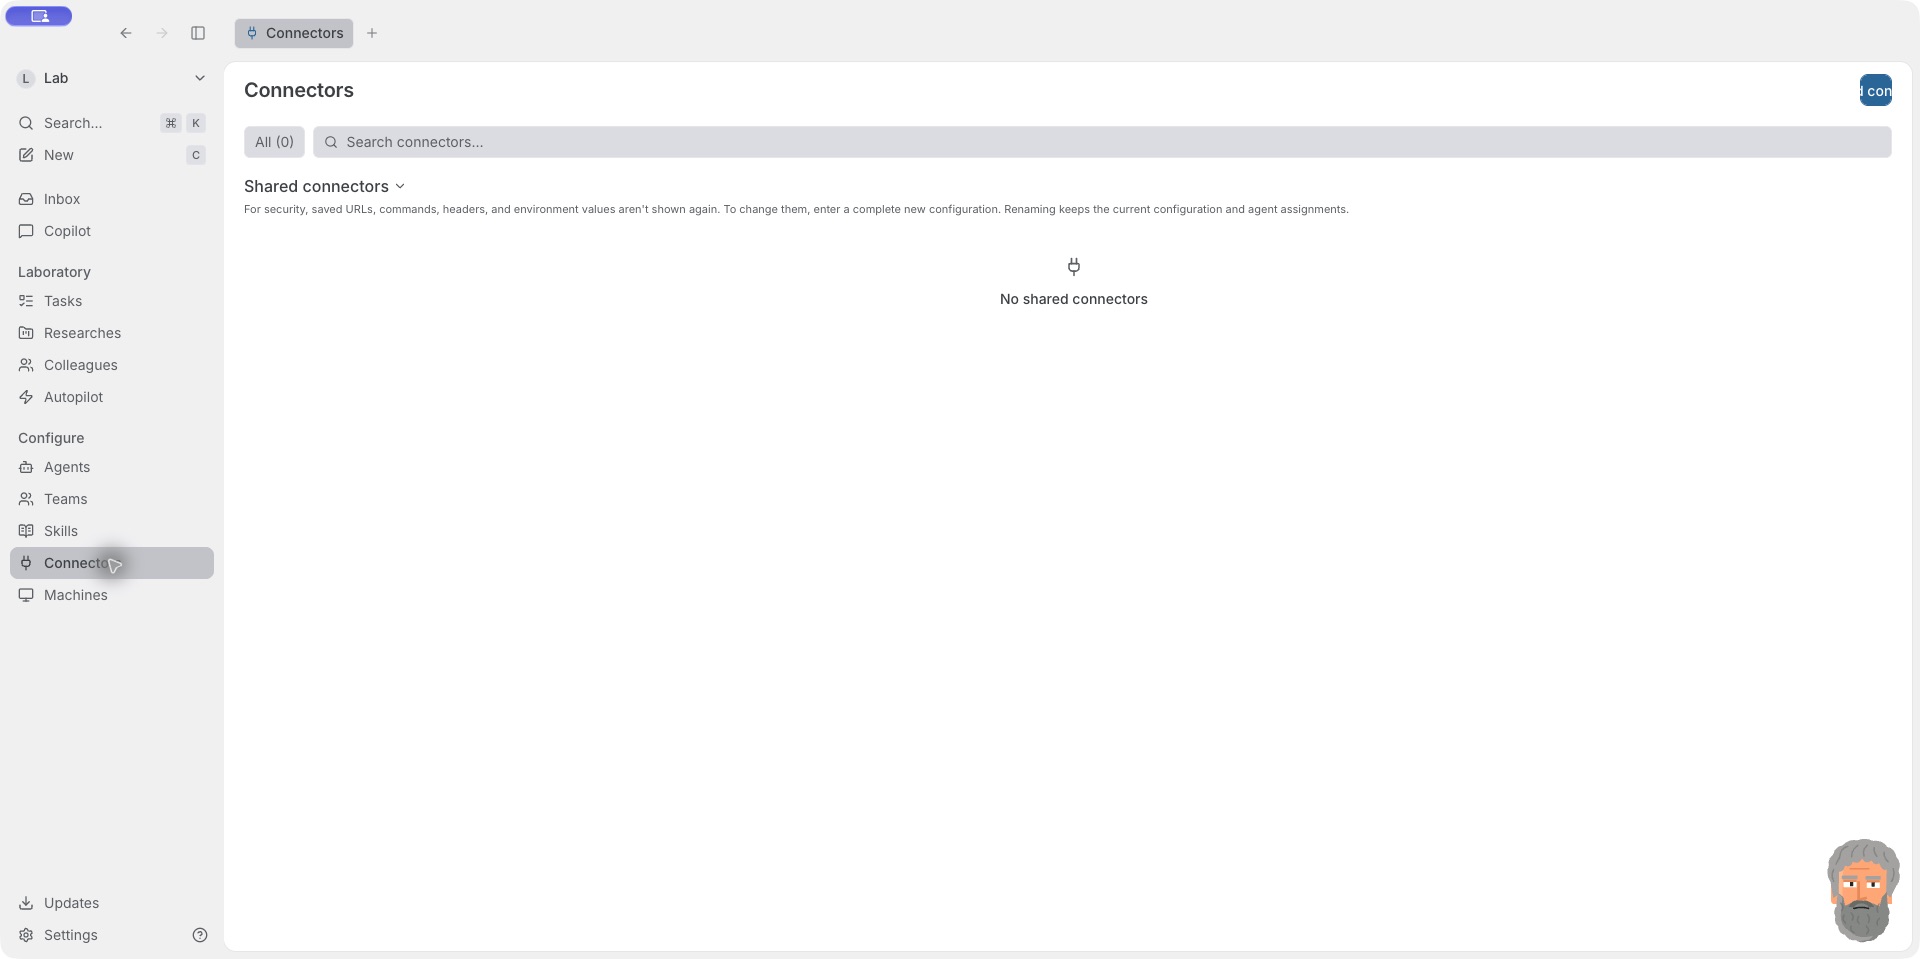 Connectors
L Lab
Search... ⌘ K
New C
Inbox
Copilot
Laboratory
Tasks
Researches
Colleagues
Autopilot
Configure
Agents
Teams
Skills
Machines
Updates
Settings
Connectors
con
All (0)
Search connectors...
Shared connectors
For security, saved URLs, commands, headers, and environment values aren't shown again. To change them, enter a complete new configuration. Renaming keeps the current configuration and agent assignments.
No shared connectors